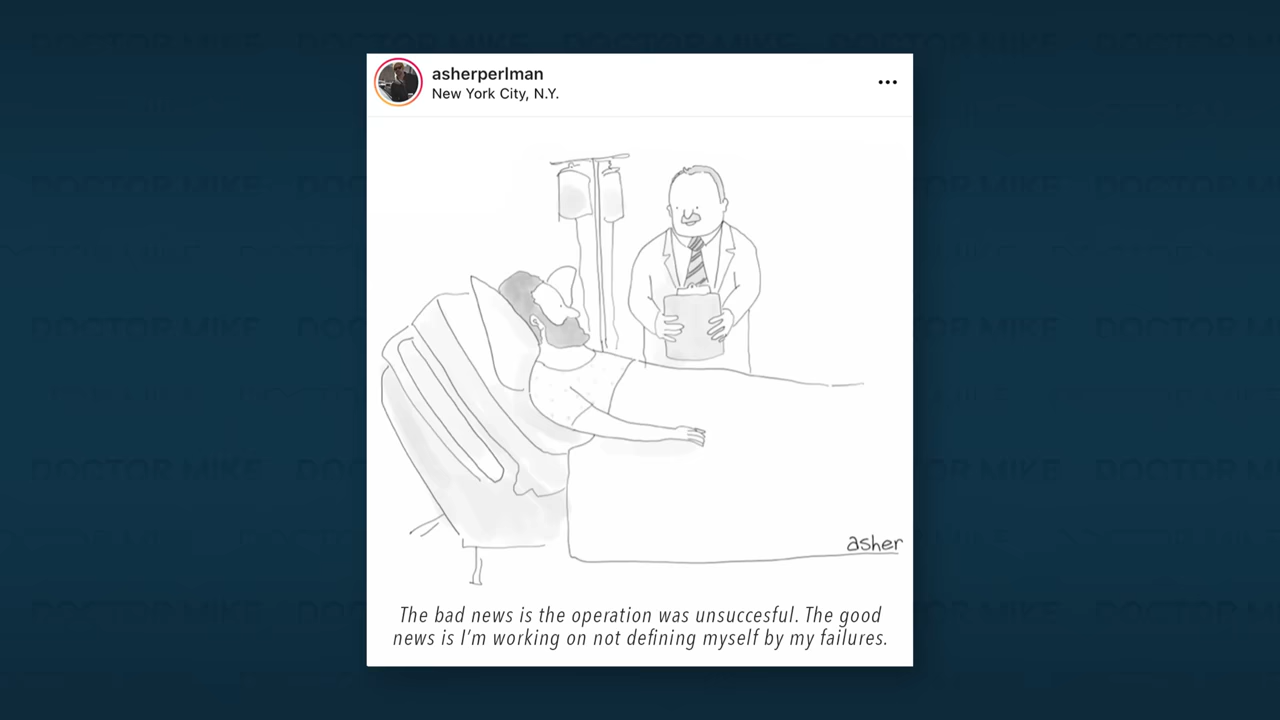 asherperlman
New York City, N.Y.
asher
The bad news is the operation was unsuccesful. The good
news is I'm working on not defining myself by my failures.